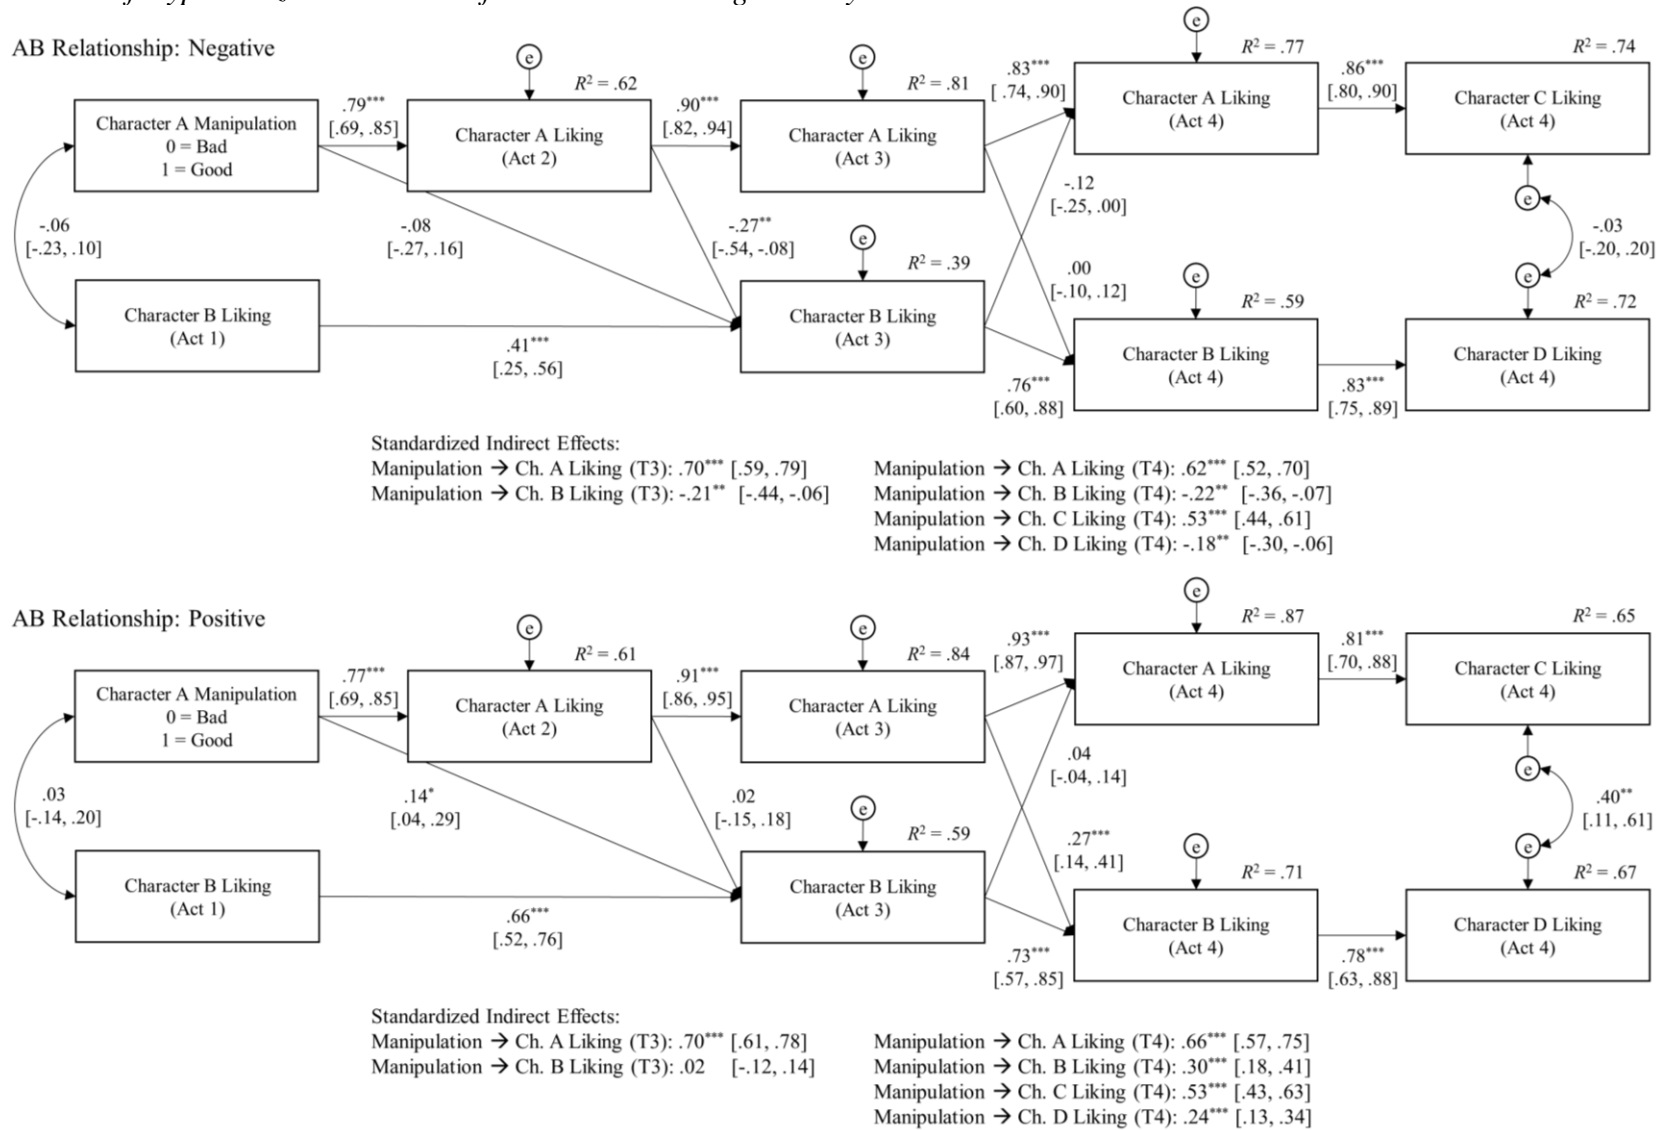 AB Relationship: Negative
e
R² = .77
R² = .74
e
R² = .62
e
R² = .81
.83***
[ .74, .90]
.86***
[.80, .90]
Character A Manipulation
0 = Bad
1 = Good
.79***
[.69, .85]
Character A Liking
(Act 2)
.90***
[.82, .94]
Character A Liking
(Act 3)
Character A Liking
(Act 4)
Character C Liking
(Act 4)
-.06
[-.23, .10]
-.08
[-.27, .16]
-.27**
[-.54, -.08]
e
R² = .39
-.12
[-.25, .00]
e
-.03
[-.20, .20]
.00
[-.10, .12]
e
R² = .59
e
R² = .72
Character B Liking
(Act 1)
.41***
[.25, .56]
Character B Liking
(Act 3)
.76***
[.60, .88]
Character B Liking
(Act 4)
.83***
[.75, .89]
Character D Liking
(Act 4)
Standardized Indirect Effects:
Manipulation → Ch. A Liking (T3): .70*** [.59, .79]
Manipulation → Ch. B Liking (T3): -.21** [-.44, -.06]
Manipulation → Ch. A Liking (T4): .62*** [.52, .70]
Manipulation → Ch. B Liking (T4): -.22** [-.36, -.07]
Manipulation → Ch. C Liking (T4): .53*** [.44, .61]
Manipulation → Ch. D Liking (T4): -.18** [-.30, -.06]
AB Relationship: Positive
e
R² = .87
R² = .65
e
R² = .61
e
R² = .84
.93***
[.87, .97]
.81***
[.70, .88]
Character A Manipulation
0 = Bad
1 = Good
.77***
[.69, .85]
Character A Liking
(Act 2)
.91***
[.86, .95]
Character A Liking
(Act 3)
Character A Liking
(Act 4)
Character C Liking
(Act 4)
.03
[-.14, .20]
.14*
[.04, .29]
.02
[-.15, .18]
e
R² = .59
.04
[-.04, .14]
e
.40**
[.11, .61]
.27***
[.14, .41]
e
R² = .71
e
R² = .67
Character B Liking
(Act 1)
.66***
[.52, .76]
Character B Liking
(Act 3)
.73***
[.57, .85]
Character B Liking
(Act 4)
.78***
[.63, .88]
Character D Liking
(Act 4)
Standardized Indirect Effects:
Manipulation → Ch. A Liking (T3): .70*** [.61, .78]
Manipulation → Ch. B Liking (T3): .02 [-.12, .14]
Manipulation → Ch. A Liking (T4): .66*** [.57, .75]
Manipulation → Ch. B Liking (T4): .30*** [.18, .41]
Manipulation → Ch. C Liking (T4): .53*** [.43, .63]
Manipulation → Ch. D Liking (T4): .24*** [.13, .34]